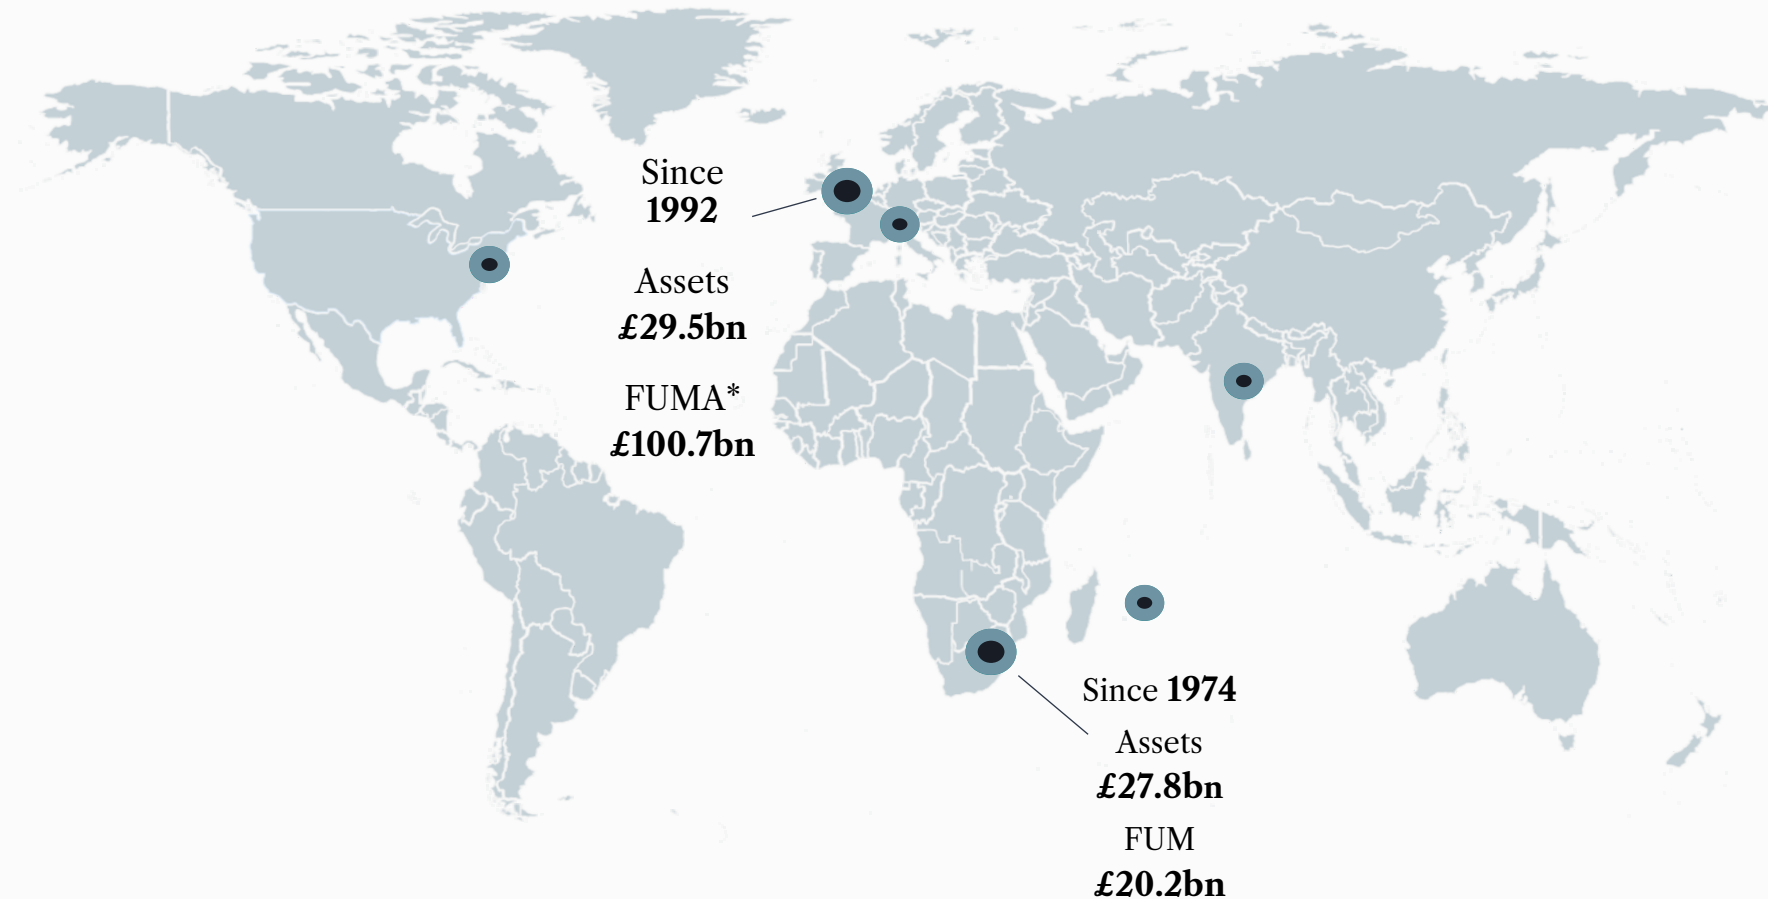 Since
1992
Assets
£29.5bn
FUMA*
£100.7bn
Since 1974
Assets
£27.8bn
FUM
£20.2bn